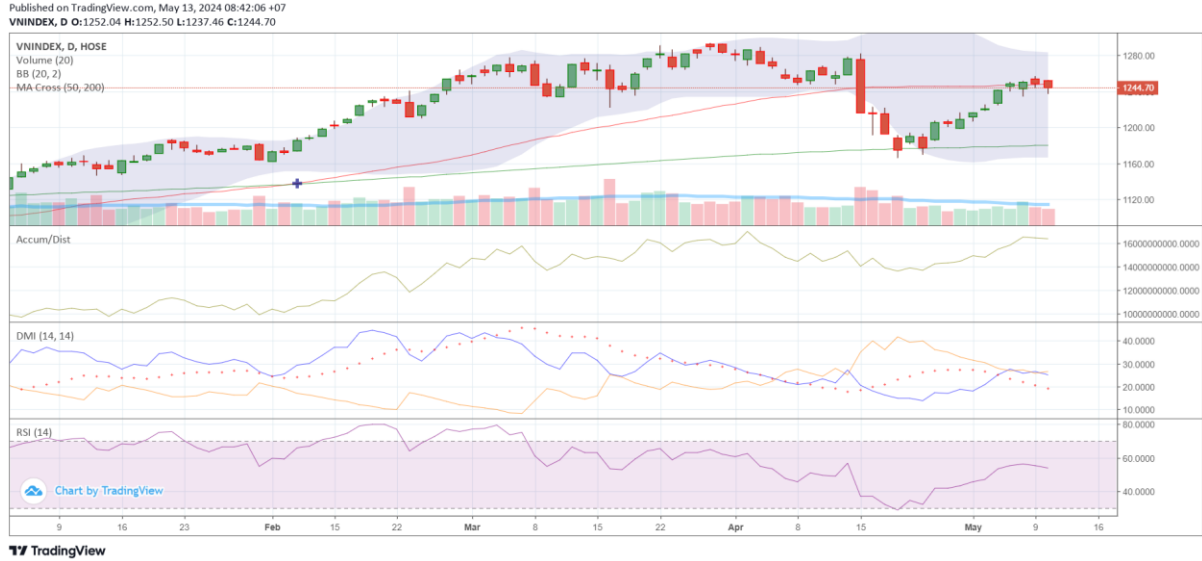 Published on TradingView.com, May 13, 2024 08:42:06 +07
VNINDEX, D O:1252.04 H:1252.50 L:1237.46 C:1244.70
VNINDEX, D, HOSE
Volume (20)
BB (20, 2)
MA Cross (50, 200)
1280.00
1244.70
1200.00
1160.00
1120.00
Accum/Dist
16000000000.0000
14000000000.0000
12000000000.0000
10000000000.0000
DMI (14, 14)
40.0000
30.0000
20.0000
10.0000
RSI (14)
80.0000
60.0000
40.0000
Chart by TradingView
9 16 23 Feb 15 22 Mar 8 15 22 Apr 8 15 May 9 16
TradingView